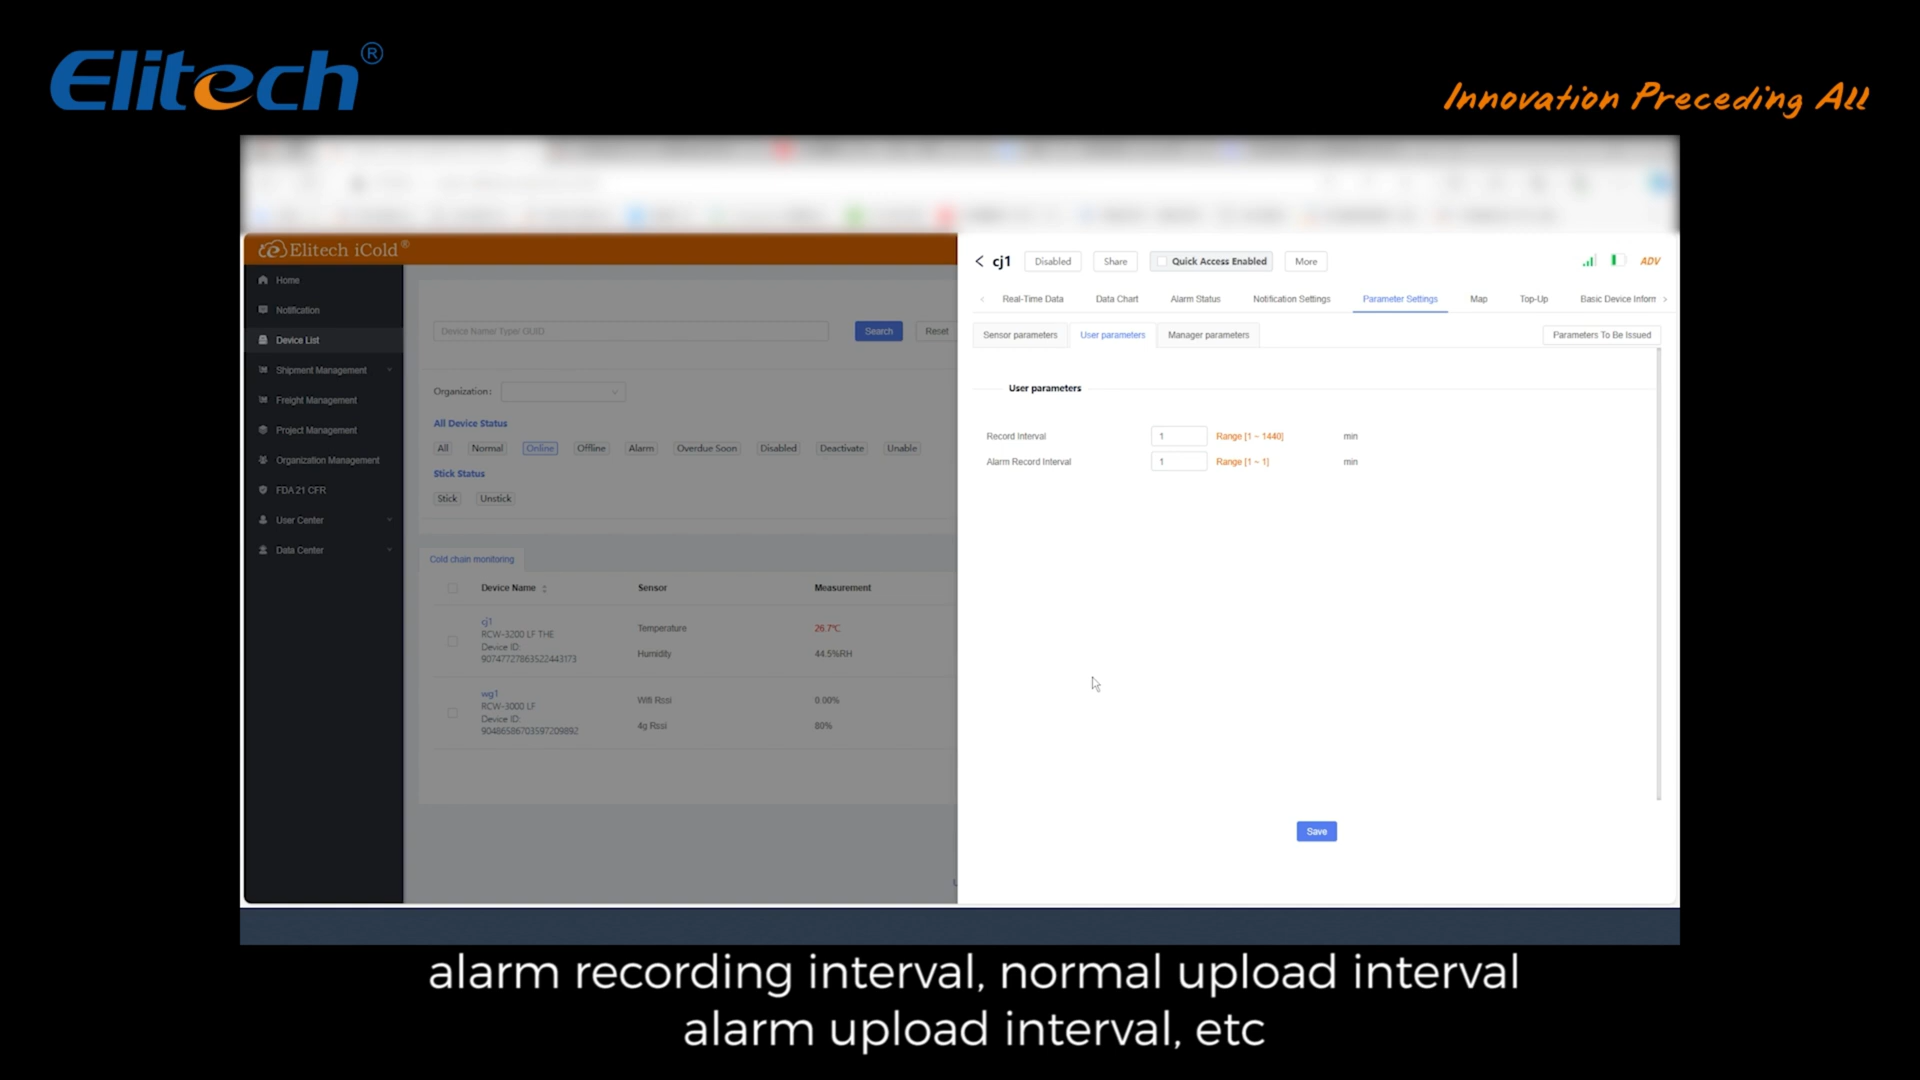 Elitech®
Innovation Preceding All
Elitech iCold®
Home
Notification
Device List
Shipment Management
Freight Management
Project Management
Organization Management
FDA 21 CFR
User Center
Data Center
Device Name/ Type/ GUID
Search
Reset
Organization:
All Device Status
All
Normal
Online
Offline
Alarm
Overdue Soon
Disabled
Deactivate
Unable
Stick Status
Stick
Unstick
Cold chain monitoring
Device Name
Sensor
Measurement
cj1
RCW-3200 LF THE
Device ID:
90747727863522443173
Temperature
26.7°C
Humidity
44.5%RH
wg1
RCW-3000 LF
Device ID:
90486586703597209892
Wifi Rssi
0.00%
4g Rssi
80%
< cj1
Disabled
Share
Quick Access Enabled
More
ADV
Real-Time Data
Data Chart
Alarm Status
Notification Settings
Parameter Settings
Map
Top-Up
Basic Device Inform
Sensor parameters
User parameters
Manager parameters
Parameters To Be Issued
User parameters
Record Interval
1
Range [1 ~ 1440]
min
Alarm Record Interval
1
Range [1 ~ 1]
min
Save
alarm recording interval, normal upload interval
alarm upload interval, etc